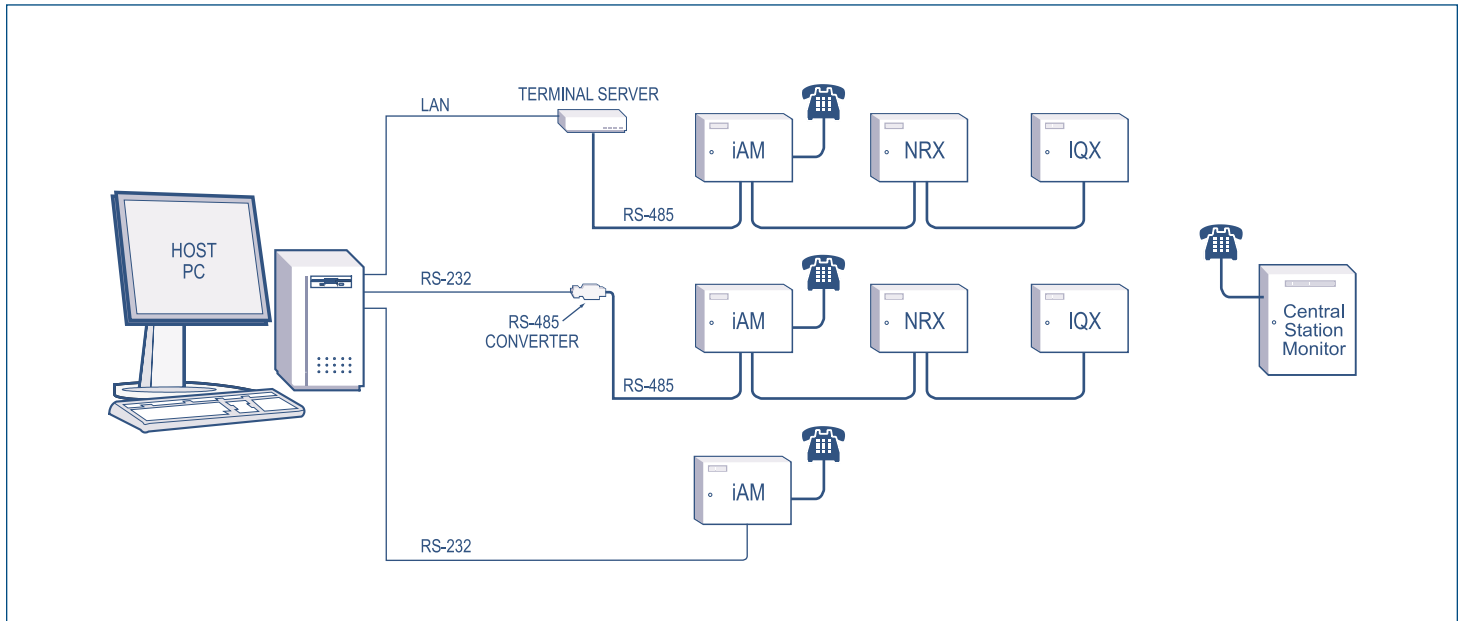 LAN
TERMINAL SERVER
iAM
NRX
IQX
RS-485
HOST
PC
RS-232
RS-485
CONVERTER
iAM
NRX
IQX
RS-485
Central
Station
Monitor
iAM
RS-232